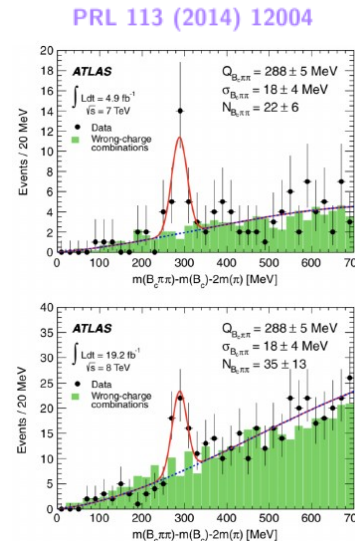 PRL 113 (2014) 12004
Events / 20 MeV
20
18
16
14
12
10
8
6
4
2
0
ATLAS
∫ Ldt = 4.9 fb⁻¹
√s = 7 TeV
Data
Wrong-charge
combinations
Q_{B_cππ} = 288 ± 5 MeV
σ_{B_cππ} = 18 ± 4 MeV
N_{B_cππ} = 22 ± 6
0 100 200 300 400 500 600 700
m(B_cππ)-m(B_c)-2m(π) [MeV]
Events / 20 MeV
40
35
30
25
20
15
10
5
0
ATLAS
∫ Ldt = 19.2 fb⁻¹
√s = 8 TeV
Data
Wrong-charge
combinations
Q_{B_cππ} = 288 ± 5 MeV
σ_{B_cππ} = 18 ± 4 MeV
N_{B_cππ} = 35 ± 13
0 100 200 300 400 500 600 700
m(B_cππ)-m(B_c)-2m(π) [MeV]